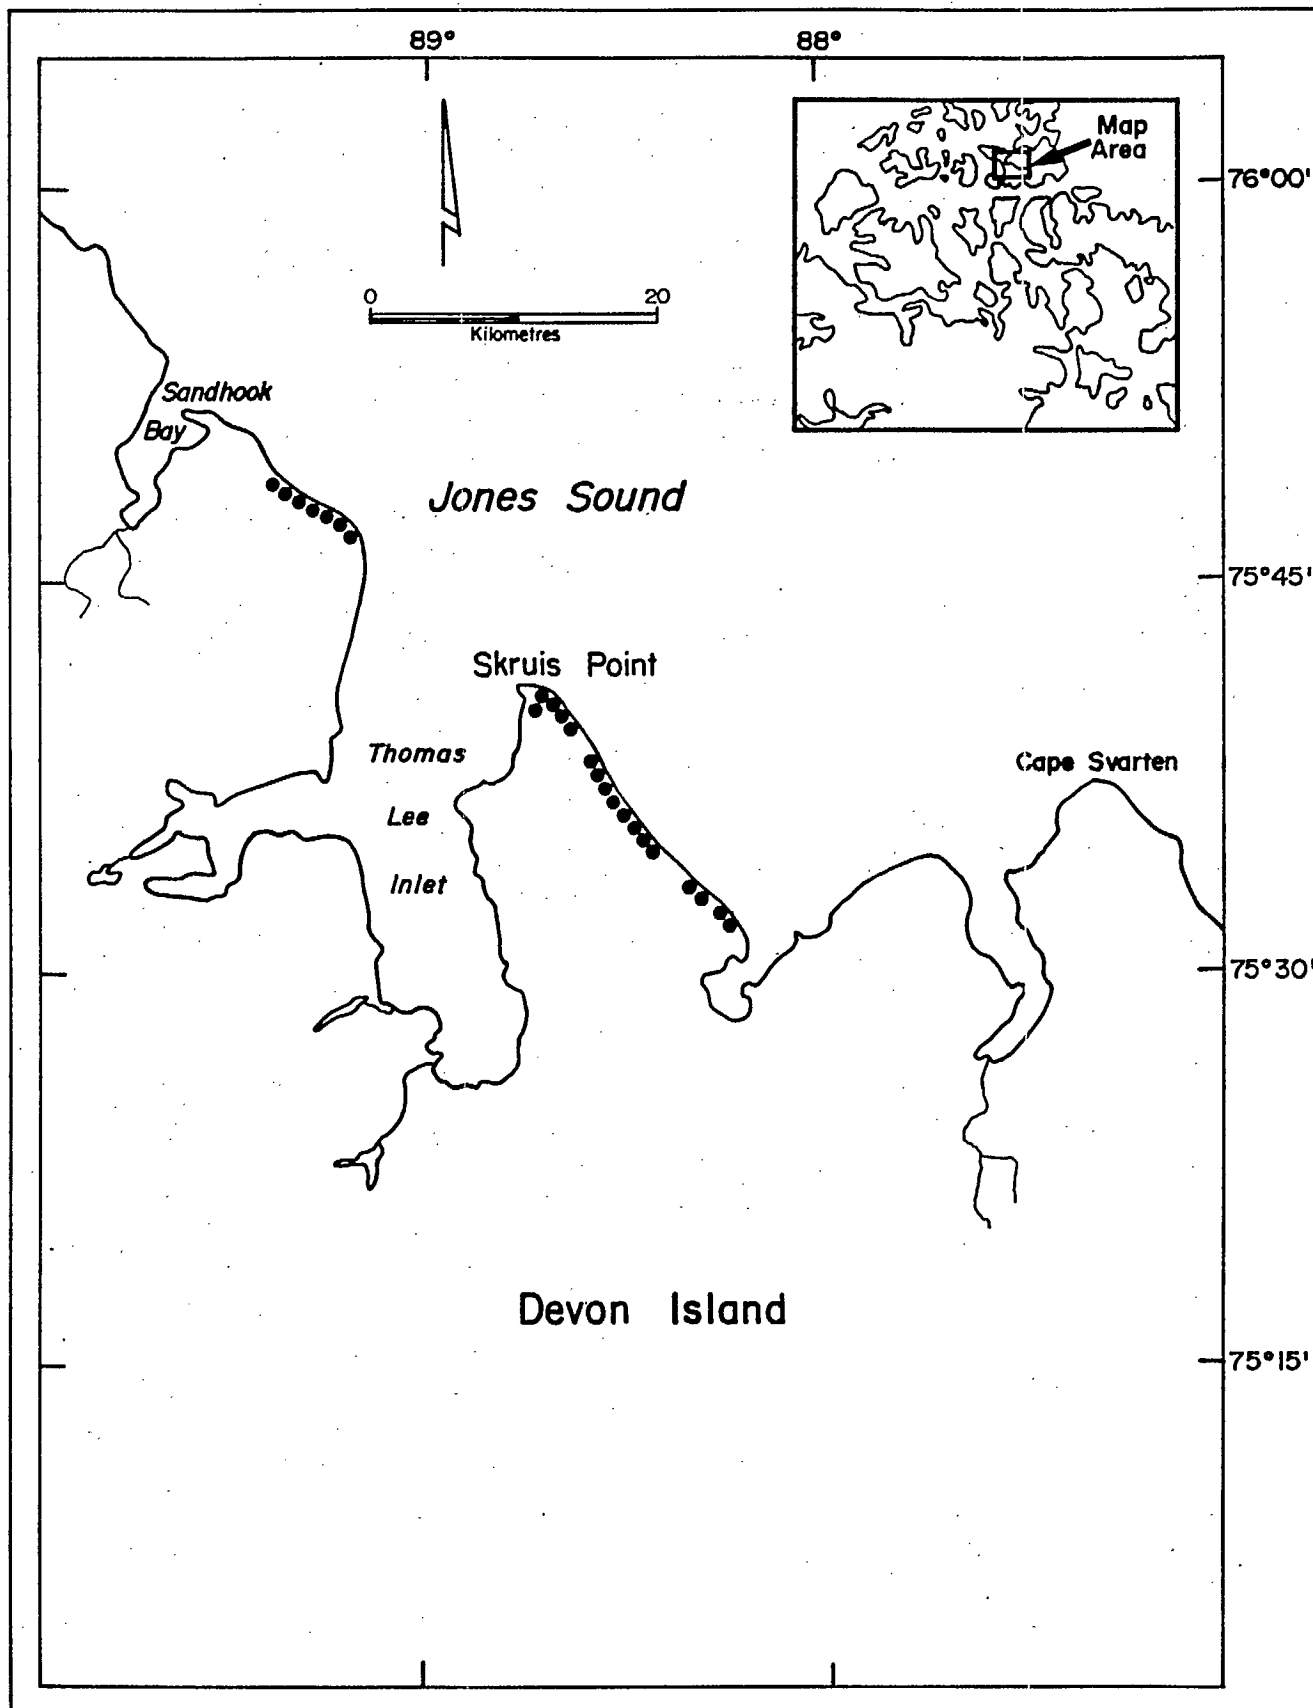 89° 88°
Map
Area
76°00'
0 20
Kilometres
Sandhook
Bay
Jones Sound
75°45'
Skruis Point
Thomas
Cape Svarten
Lee
Inlet
75°30'
Devon Island
75°15'